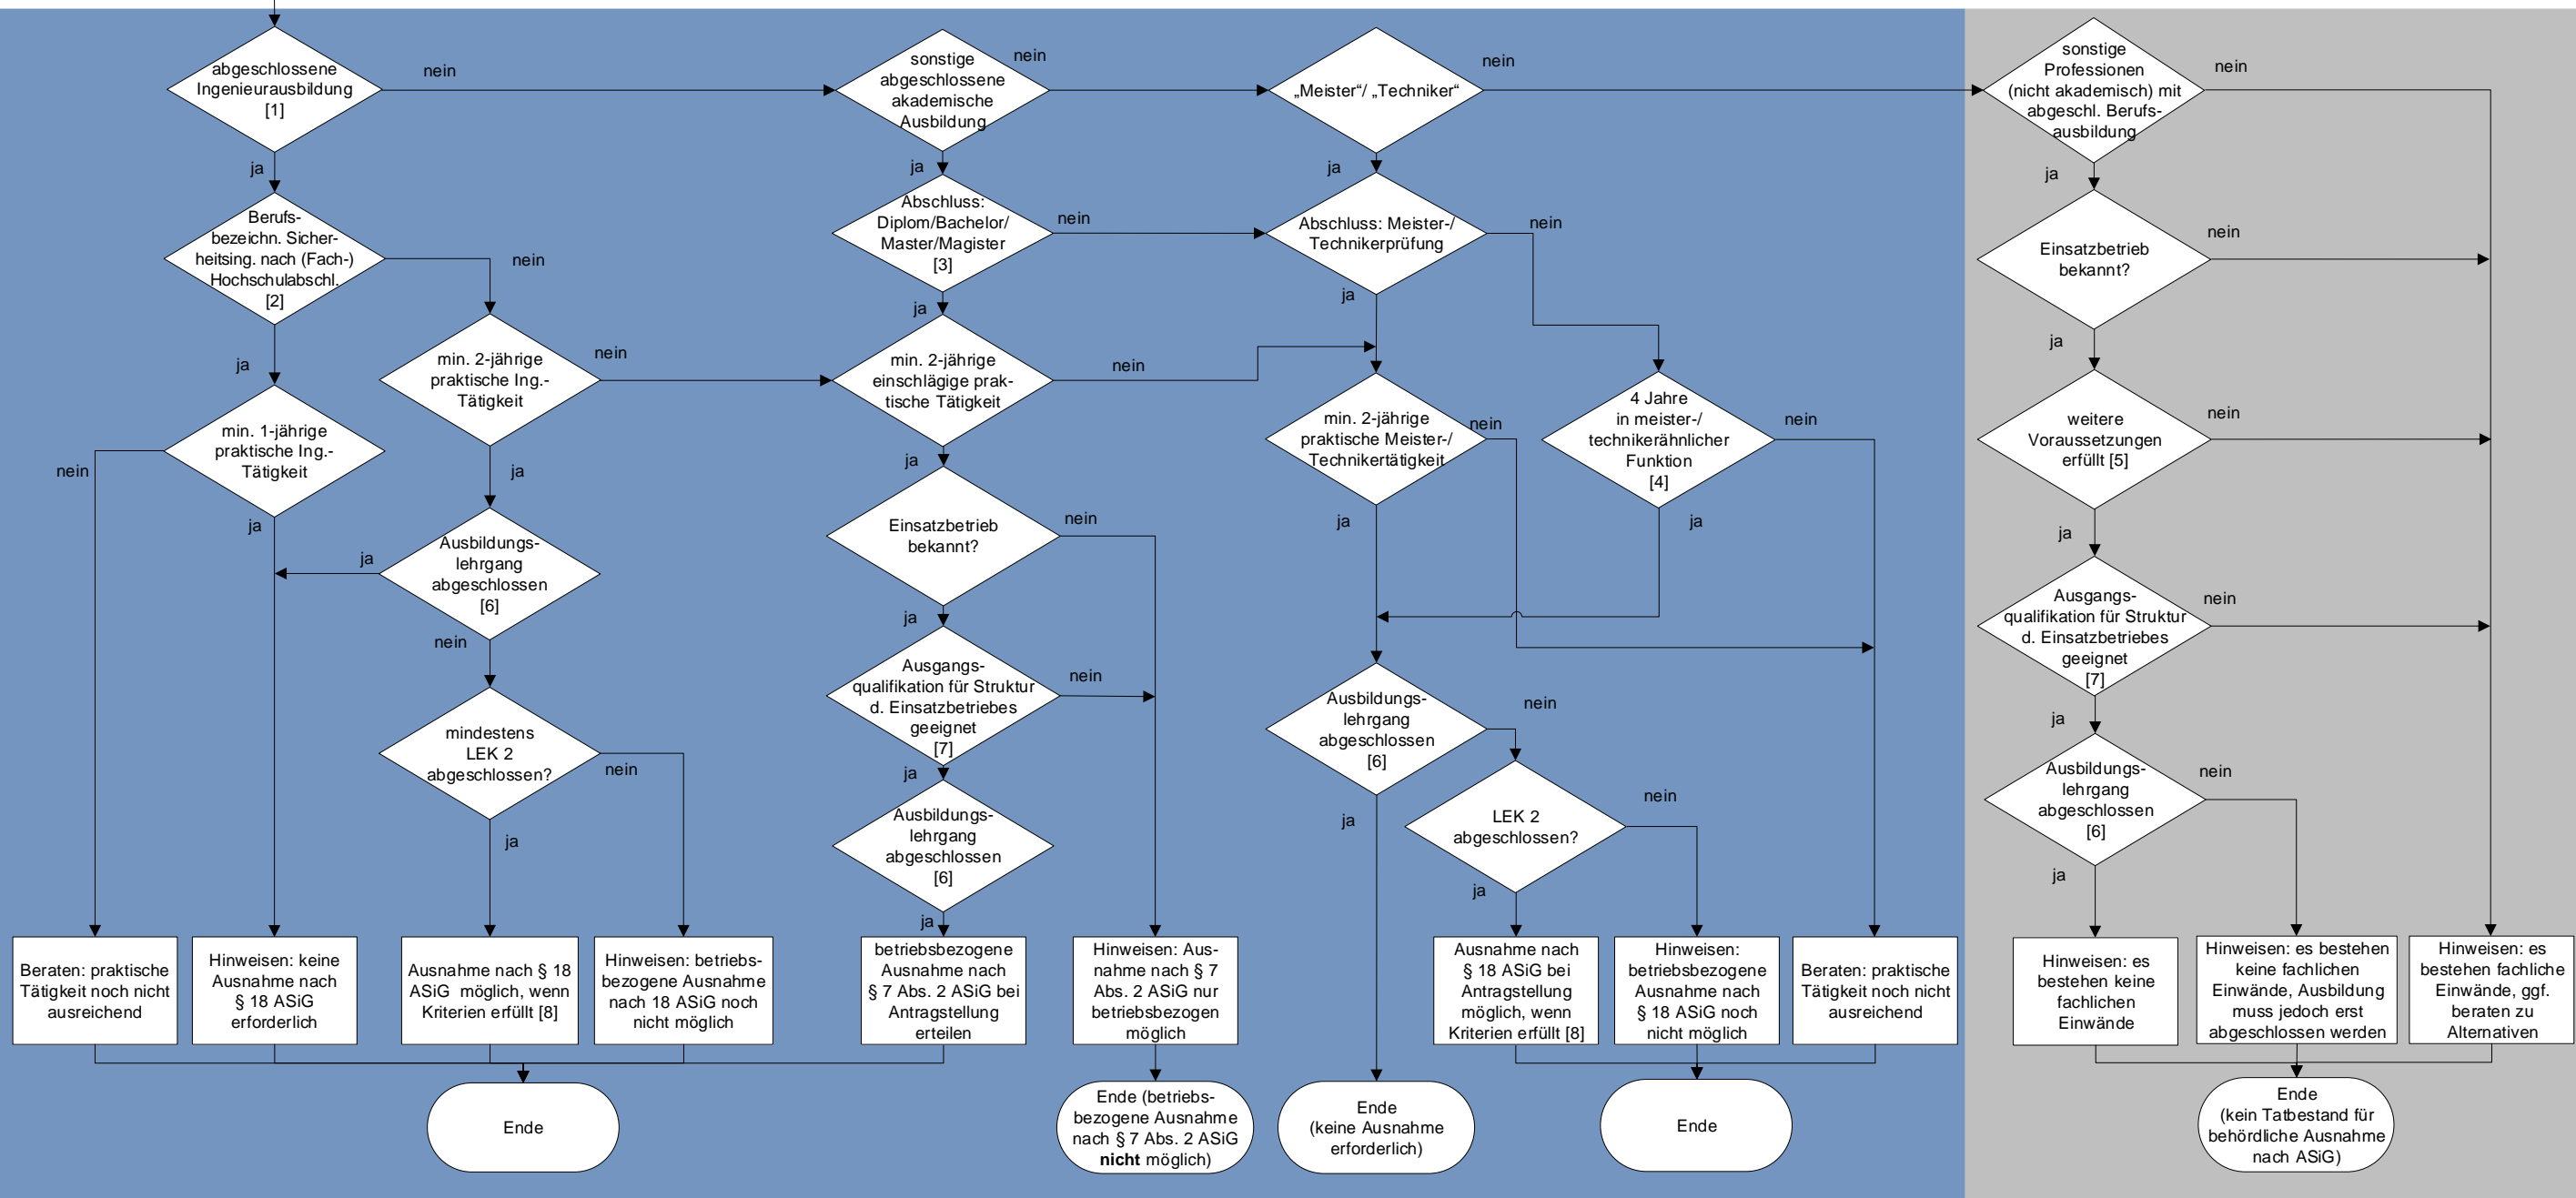 abgeschlossene
Ingenieurausbildung
[1]
nein
sonstige
abgeschlossene
akademische
Ausbildung
nein
„Meister“/ „Techniker“
nein
sonstige
Professionen
(nicht akademisch) mit
abgeschl. Berufs-
ausbildung
nein
ja
ja
ja
ja
Berufs-
bezeichn. Sicher-
heitsing. nach (Fach-)
Hochschulabschl.
[2]
nein
Abschluss:
Diplom/Bachelor/
Master/Magister
[3]
nein
Abschluss: Meister-/
Technikerprüfung
nein
Einsatzbetrieb
bekannt?
nein
ja
ja
ja
ja
min. 2-jährige
praktische Ing.-
Tätigkeit
nein
min. 2-jährige
einschlägige prak-
tische Tätigkeit
nein
min. 2-jährige
praktische Meister-/
Technikertätigkeit
nein
4 Jahre
in meister-/
technikerähnlicher
Funktion
[4]
nein
weitere
Voraussetzungen
erfüllt [5]
nein
min. 1-jährige
praktische Ing.-
Tätigkeit
nein
ja
ja
ja
ja
ja
ja
Ausbildungs-
lehrgang
abgeschlossen
[6]
ja
nein
Einsatzbetrieb
bekannt?
nein
ja
Ausgangs-
qualifikation für Struktur
d. Einsatzbetriebes
geeignet
[7]
nein
ja
Ausgangs-
qualifikation für Struktur
d. Einsatzbetriebes
geeignet
[7]
nein
ja
mindestens
LEK 2
abgeschlossen?
nein
ja
Ausbildungs-
lehrgang
abgeschlossen
[6]
ja
Ausbildungs-
lehrgang
abgeschlossen
[6]
nein
ja
LEK 2
abgeschlossen?
nein
ja
Ausbildungs-
lehrgang
abgeschlossen
[6]
nein
ja
Beraten: praktische
Tätigkeit noch nicht
ausreichend
Hinweisen: keine
Ausnahme nach
§ 18 ASiG
erforderlich
Ausnahme nach § 18
ASiG möglich, wenn
Kriterien erfüllt [8]
Hinweisen: betriebs-
bezogene Ausnahme
nach 18 ASiG noch
nicht möglich
betriebsbezogene
Ausnahme nach
§ 7 Abs. 2 ASiG bei
Antragstellung
erteilen
Hinweisen: Aus-
nahme nach § 7
Abs. 2 ASiG nur
betriebsbezogen
möglich
Ausnahme nach
§ 18 ASiG bei
Antragstellung
möglich, wenn
Kriterien erfüllt [8]
Hinweisen:
betriebsbezogene
Ausnahme nach
§ 18 ASiG noch
nicht möglich
Beraten: praktische
Tätigkeit noch nicht
ausreichend
Hinweisen: es
bestehen keine
fachlichen
Einwände
Hinweisen: es bestehen
keine fachlichen
Einwände, Ausbildung
muss jedoch erst
abgeschlossen werden
Hinweisen: es
bestehen fachliche
Einwände, ggf.
beraten zu
Alternativen
Ende
Ende (betriebs-
bezogene Ausnahme
nach § 7 Abs. 2 ASiG
nicht möglich)
Ende
(keine Ausnahme
erforderlich)
Ende
Ende
(kein Tatbestand für
behördliche Ausnahme
nach ASiG)